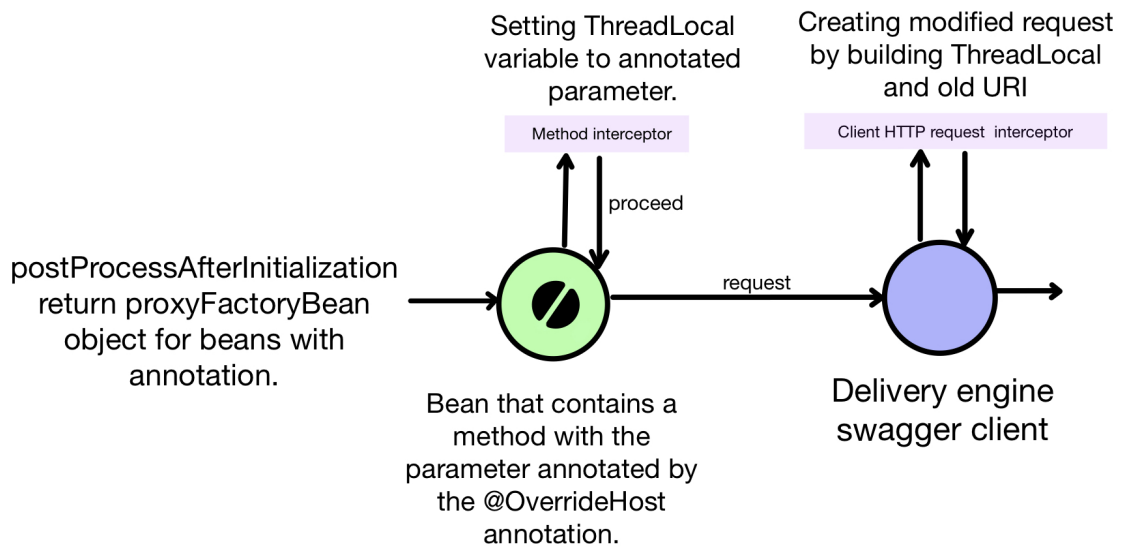 Setting ThreadLocal
variable to annotated
parameter.
Method interceptor
proceed
Creating modified request
by building ThreadLocal
and old URI
Client HTTP request interceptor
postProcessAfterInitialization
return proxyFactoryBean
object for beans with
annotation.
request
Bean that contains a
method with the
parameter annotated by
the @OverrideHost
annotation.
Delivery engine
swagger client